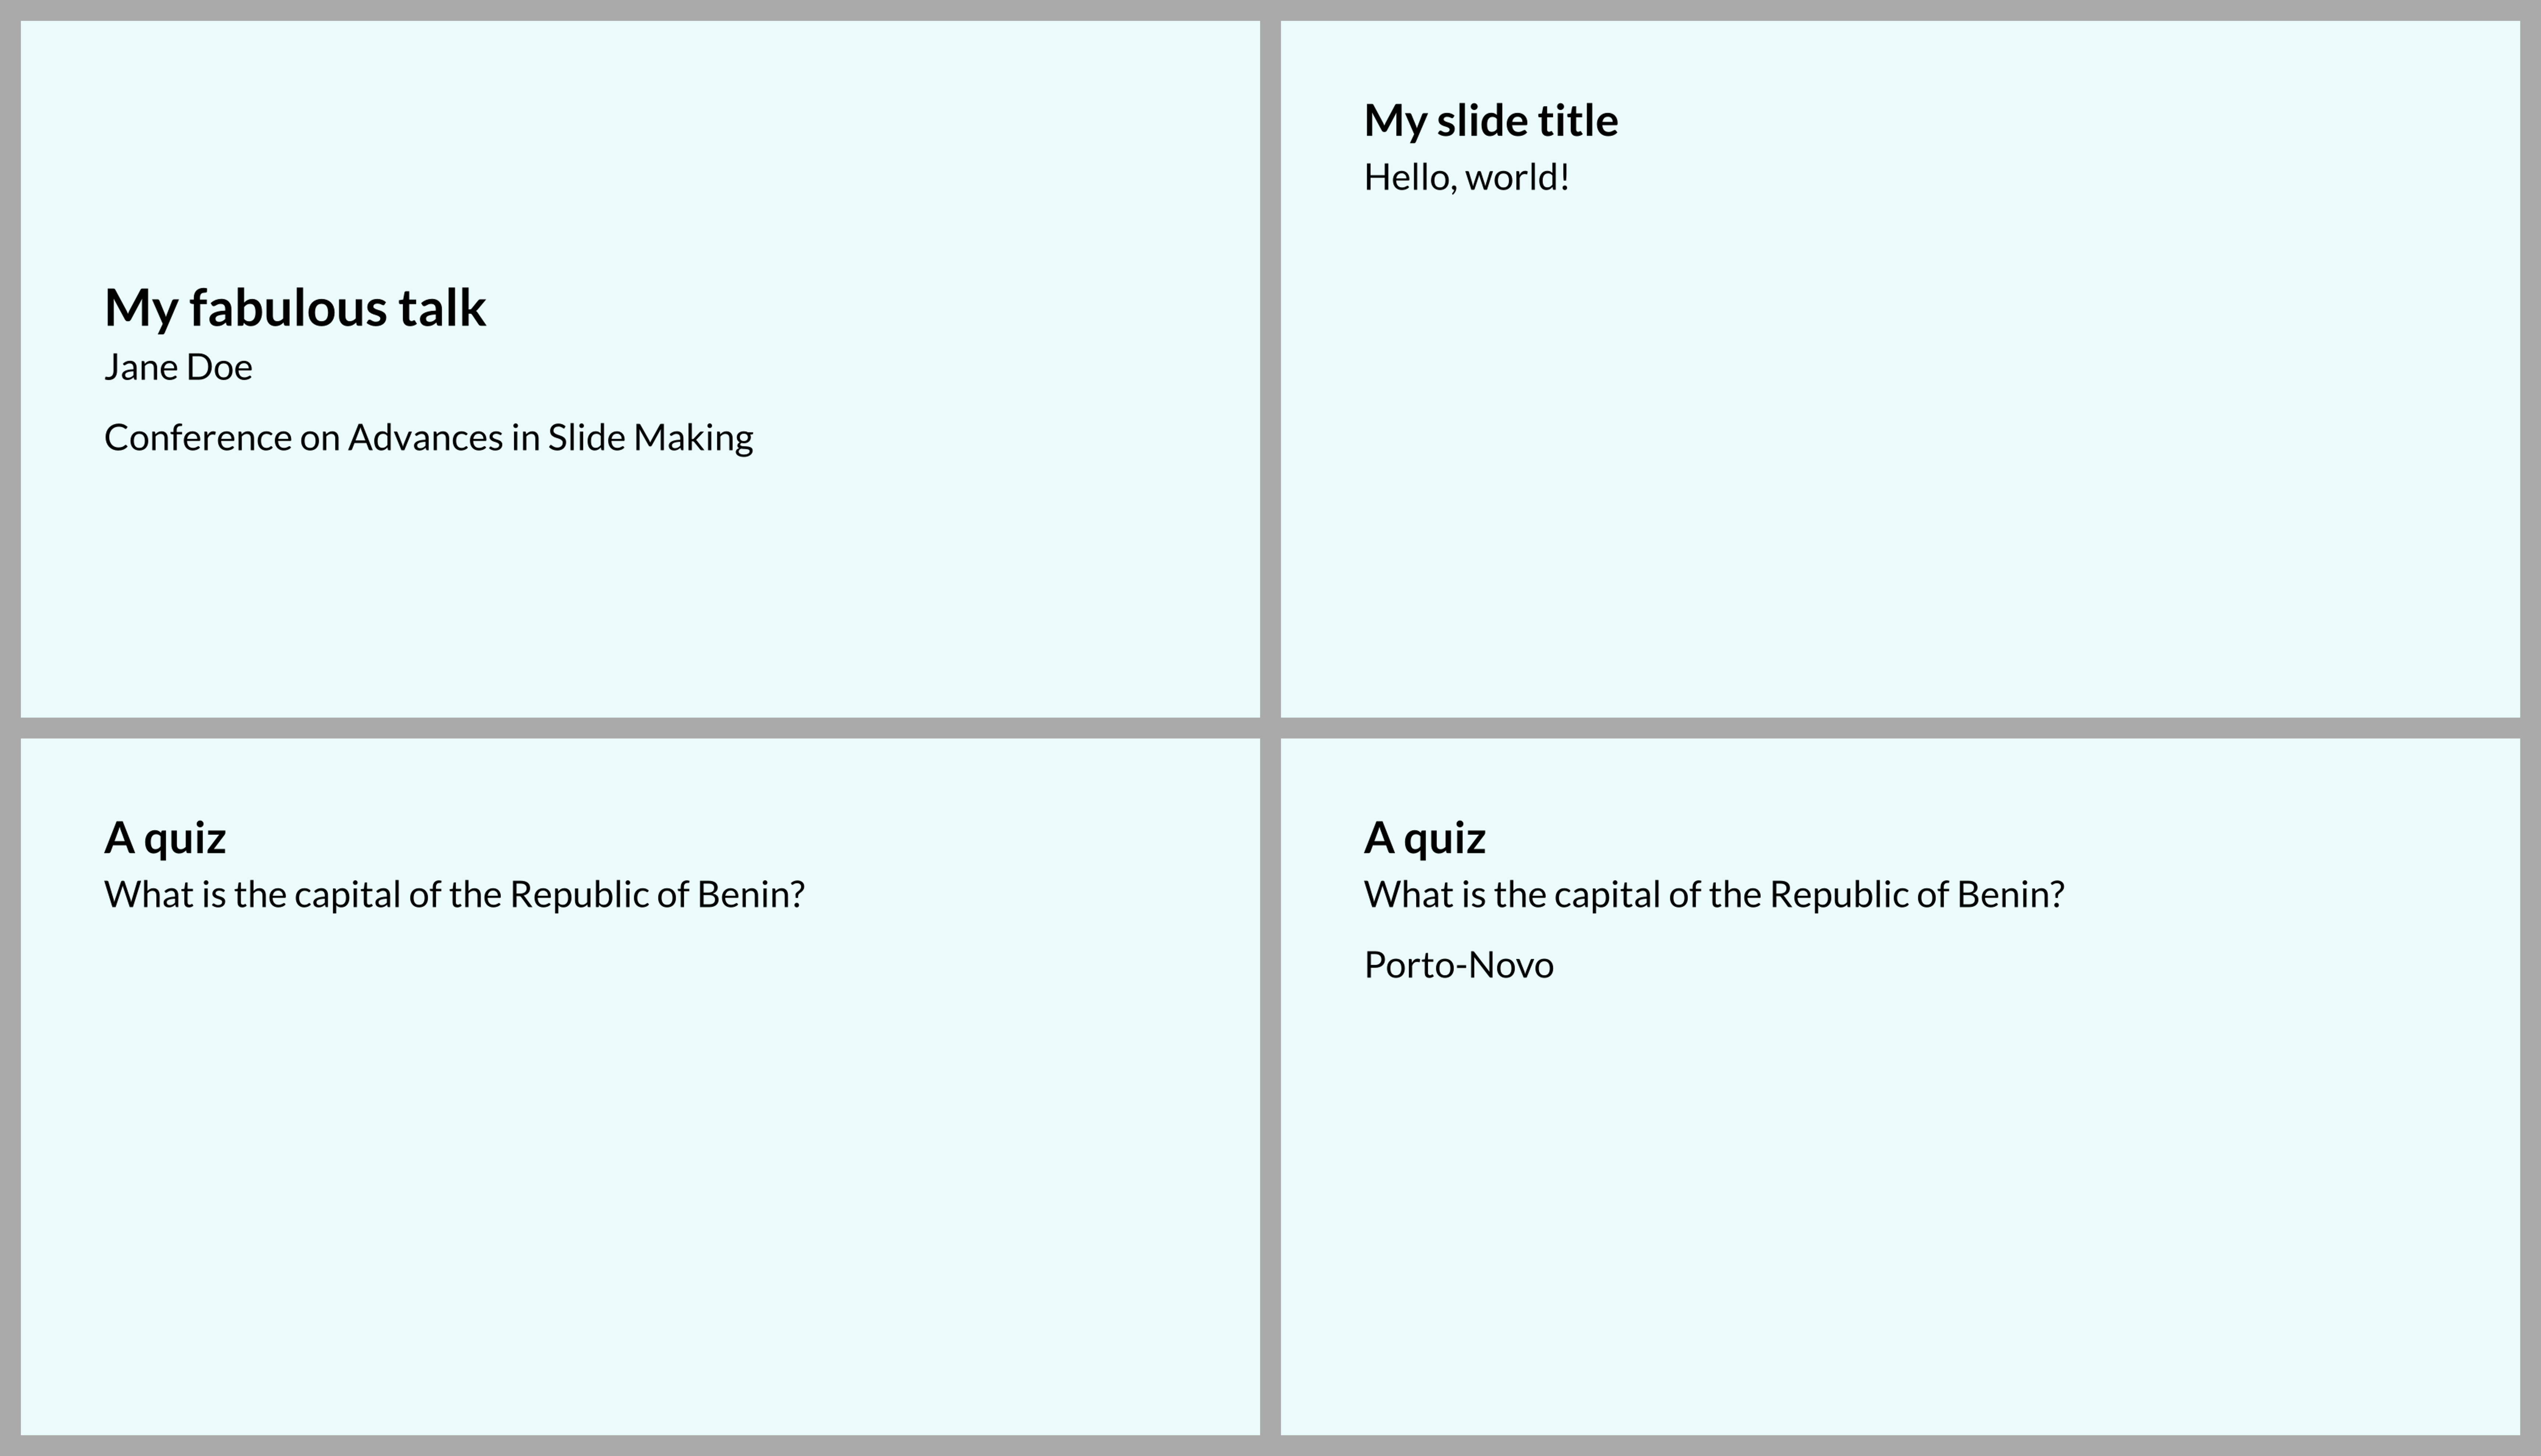 My fabulous talk
Jane Doe
Conference on Advances in Slide Making
My slide title
Hello, world!
A quiz
What is the capital of the Republic of Benin?
A quiz
What is the capital of the Republic of Benin?
Porto-Novo